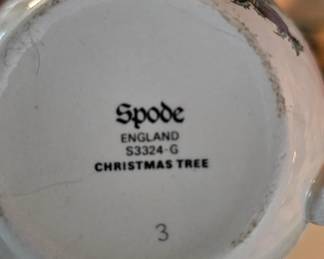 Spode
ENGLAND
S3324-G
CHRISTMAS TREE
3